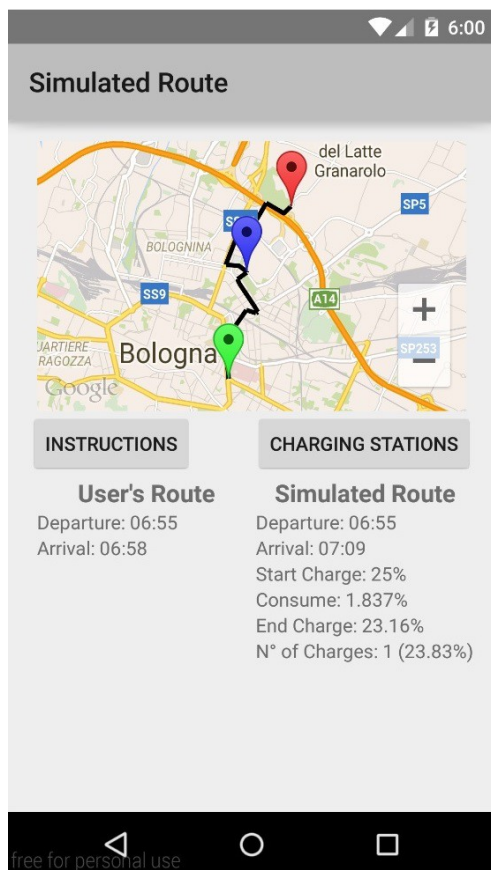 6:00
Simulated Route
del Latte
Granarolo
SP5
BOLOGNINA
SS9
A14
+
Bologna
SP253
RAGOZZA
Google
INSTRUCTIONS
CHARGING STATIONS
User's Route
Departure: 06:55
Arrival: 06:58
Simulated Route
Departure: 06:55
Arrival: 07:09
Start Charge: 25%
Consume: 1.837%
End Charge: 23.16%
N° of Charges: 1 (23.83%)
free for personal use